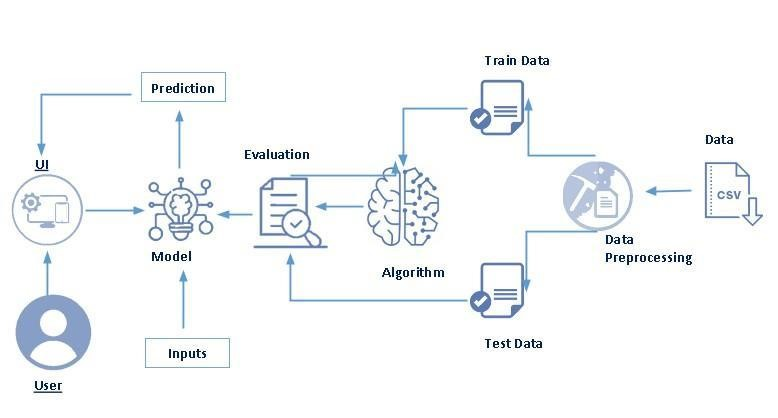 Train Data
Prediction
Data
UI
Evaluation
CSV
Model
Data
Preprocessing
Algorithm
Inputs
Test Data
User